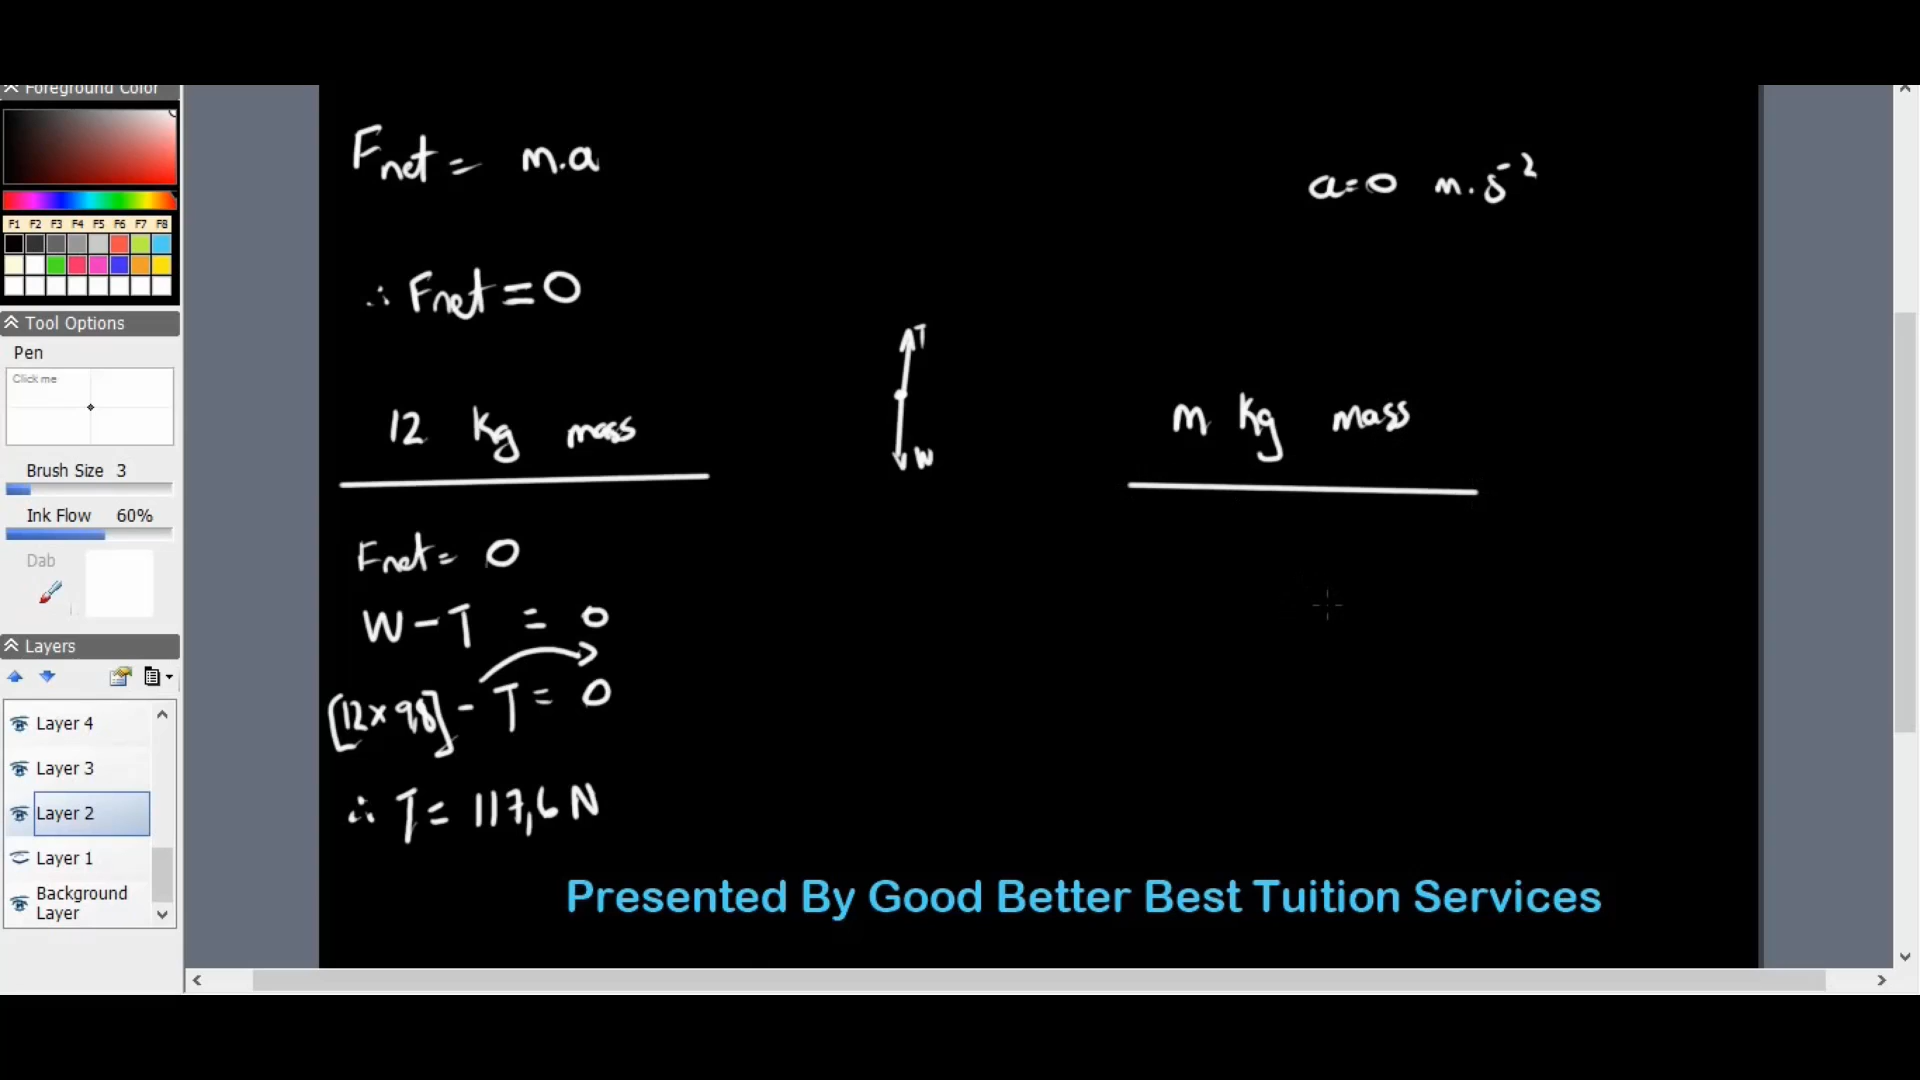 Foreground Color
F1 F2 F3 F4 F5 F6 F7 F8
Tool Options
Pen
Click me
Brush Size 3
Ink Flow 60%
Dab
Layers
Layer 4
Layer 3
Layer 2
Layer 1
Background
Layer
Fnet = m.a
a=0 m.s⁻²
∴ Fnet = 0
T
W
12 kg mass
m kg mass
Fnet = 0
W - T = 0
[12 x 9,8] - T = 0
∴ T = 117,6 N
Presented By Good Better Best Tuition Services